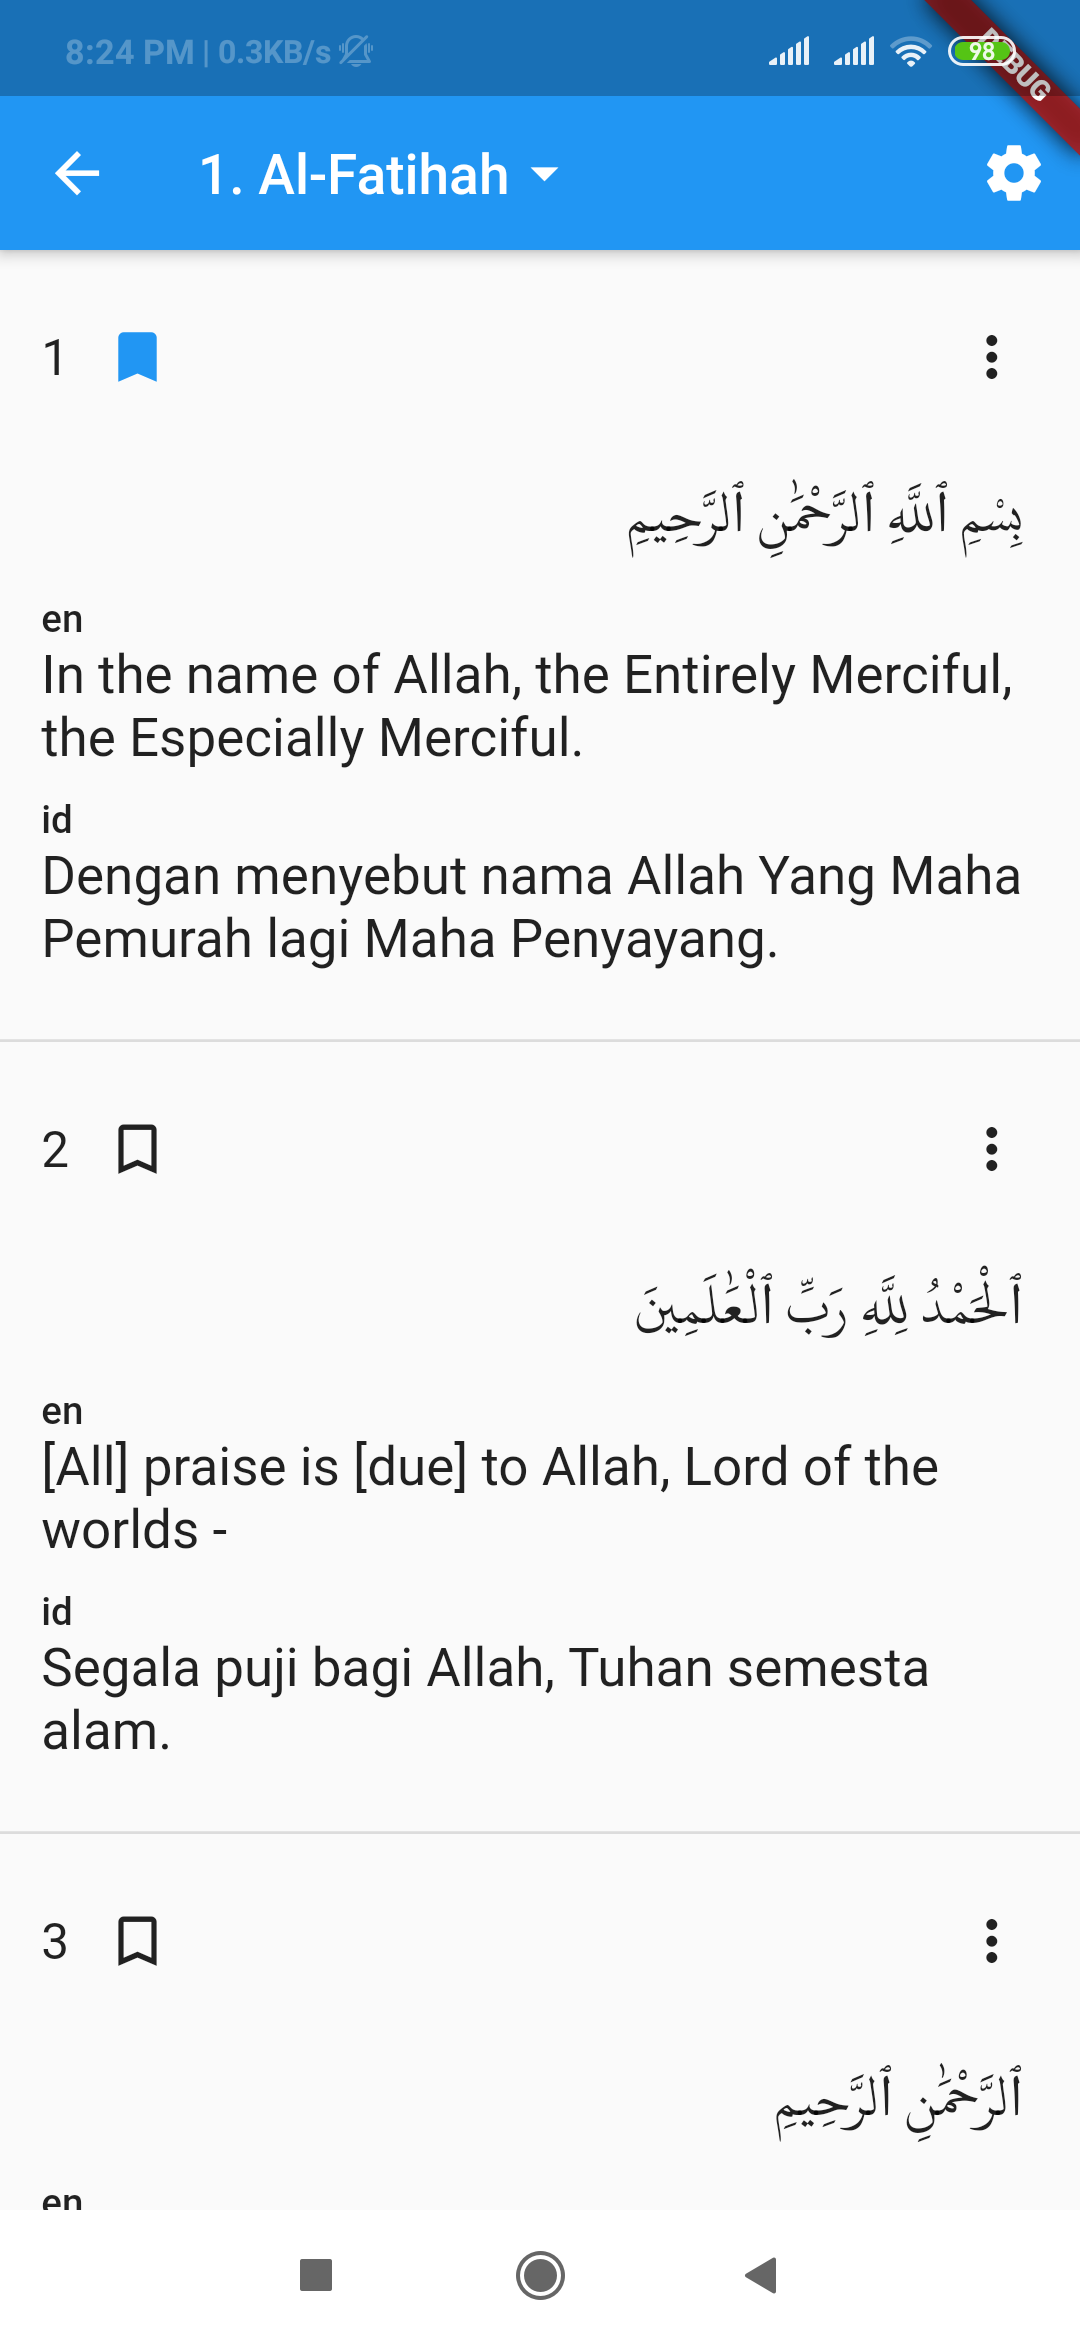 8:24 PM | 0.3KB/s
98
1. Al-Fatihah
1
بِسْمِ ٱللَّهِ ٱلرَّحْمَٰنِ ٱلرَّحِيمِ
en
In the name of Allah, the Entirely Merciful,
the Especially Merciful.
id
Dengan menyebut nama Allah Yang Maha
Pemurah lagi Maha Penyayang.
2
ٱلْحَمْدُ لِلَّهِ رَبِّ ٱلْعَٰلَمِينَ
en
[All] praise is [due] to Allah, Lord of the
worlds -
id
Segala puji bagi Allah, Tuhan semesta
alam.
3
ٱلرَّحْمَٰنِ ٱلرَّحِيمِ
en